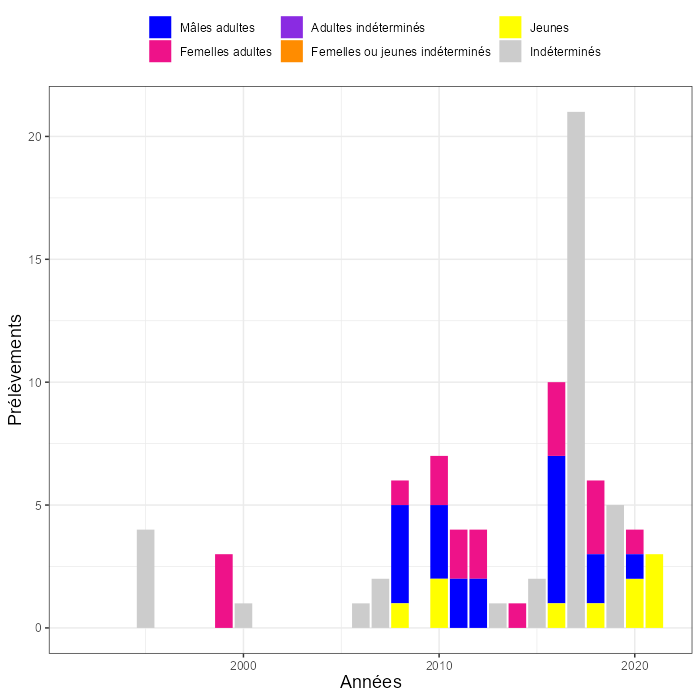 Mâles adultes Adultes indéterminés Jeunes
Femelles adultes Femelles ou jeunes indéterminés Indéterminés
20
15
10
5
0
Prélèvements
2000 2010 2020
Années